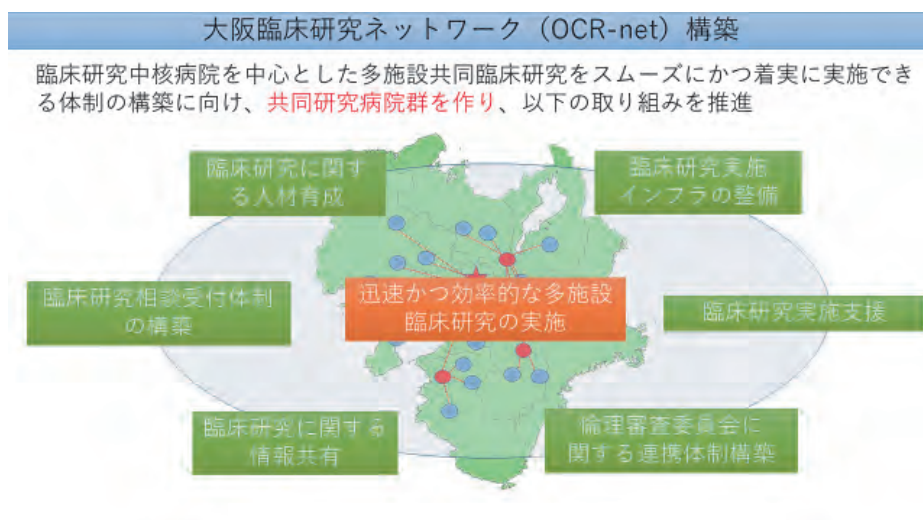 大阪臨床研究ネットワーク（OCR-net）構築
臨床研究中核病院を中心とした多施設共同臨床研究をスムーズにかつ着実に実施でき
る体制の構築に向け、共同研究病院群を作り、以下の取り組みを推進
臨床研究に関す
る人材育成
臨床研究実施
インフラの整備
臨床研究相談受付体制
の構築
迅速かつ効率的な多施設
臨床研究の実施
臨床研究実施支援
臨床研究に関する
情報共有
倫理審査委員会に
関する連携体制構築